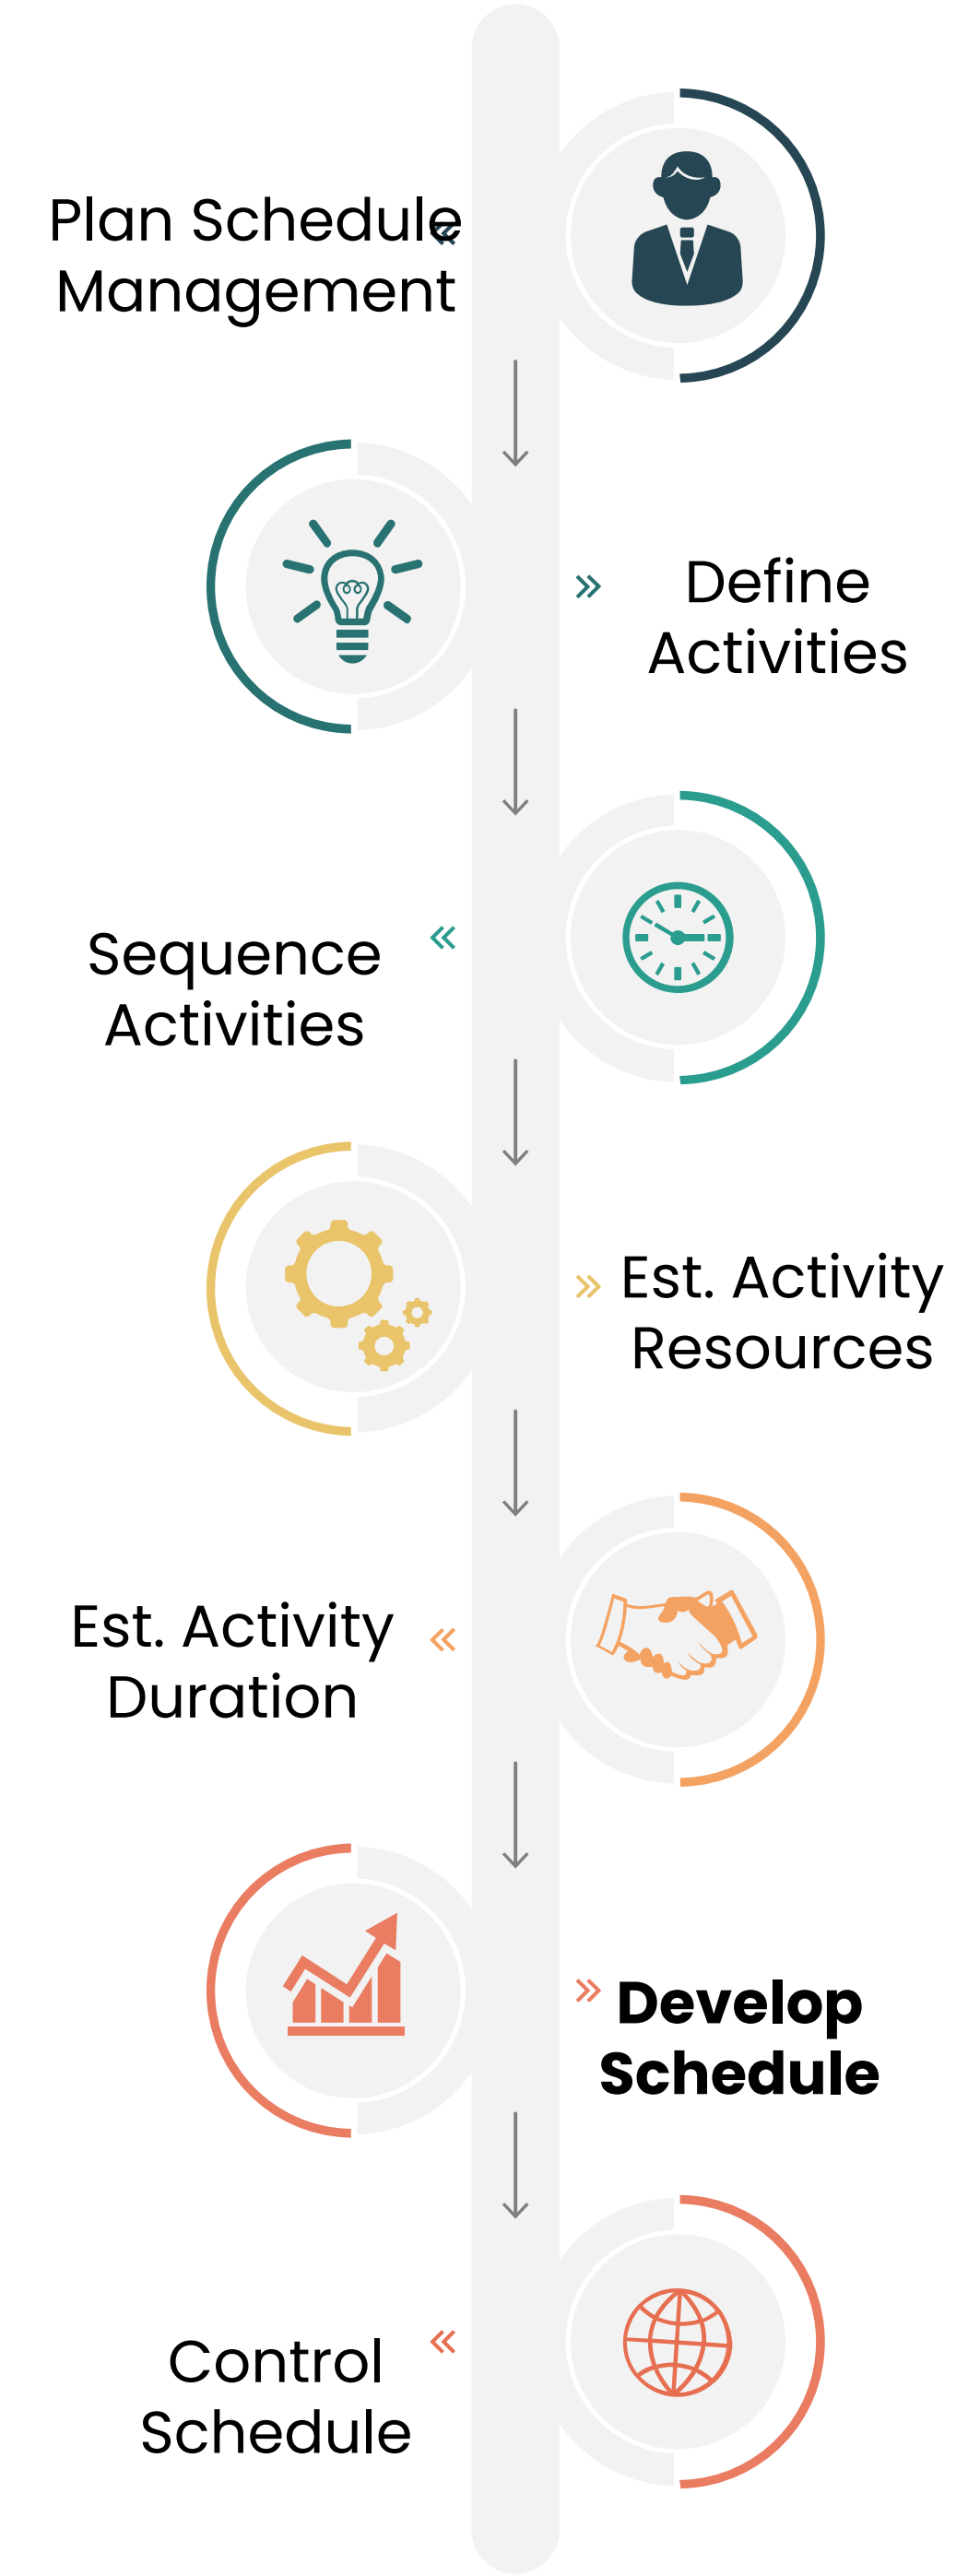 Plan Schedule
Management
Define
Activities
Sequence
Activities
Est. Activity
Resources
Est. Activity
Duration
Develop
Schedule
Control
Schedule